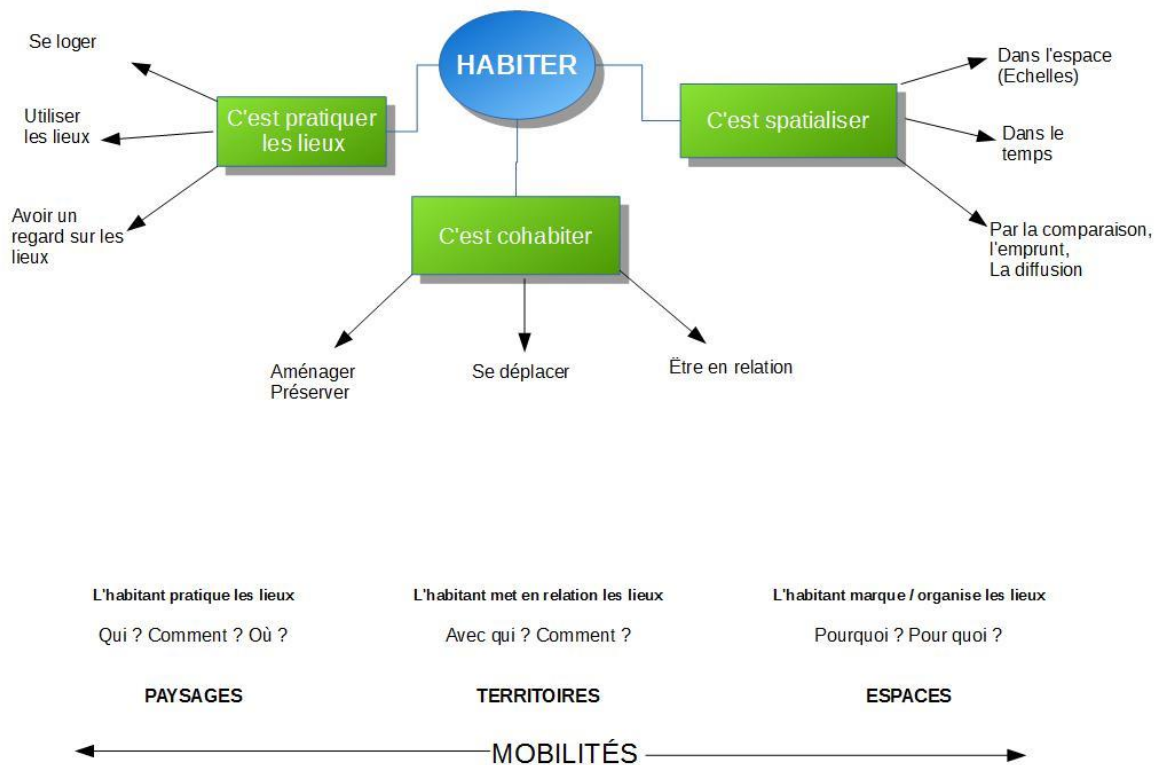 HABITER
Se loger
C'est pratiquer
les lieux
Utiliser
les lieux
Avoir un
regard sur les
lieux
C'est cohabiter
Aménager
Préserver
Se déplacer
Ëtre en relation
C'est spatialiser
Dans l'espace
(Echelles)
Dans le
temps
Par la comparaison,
l'emprunt,
La diffusion
L'habitant pratique les lieux
Qui ? Comment ? Où ?
PAYSAGES
L'habitant met en relation les lieux
Avec qui ? Comment ?
TERRITOIRES
L'habitant marque / organise les lieux
Pourquoi ? Pour quoi ?
ESPACES
MOBILITÉS